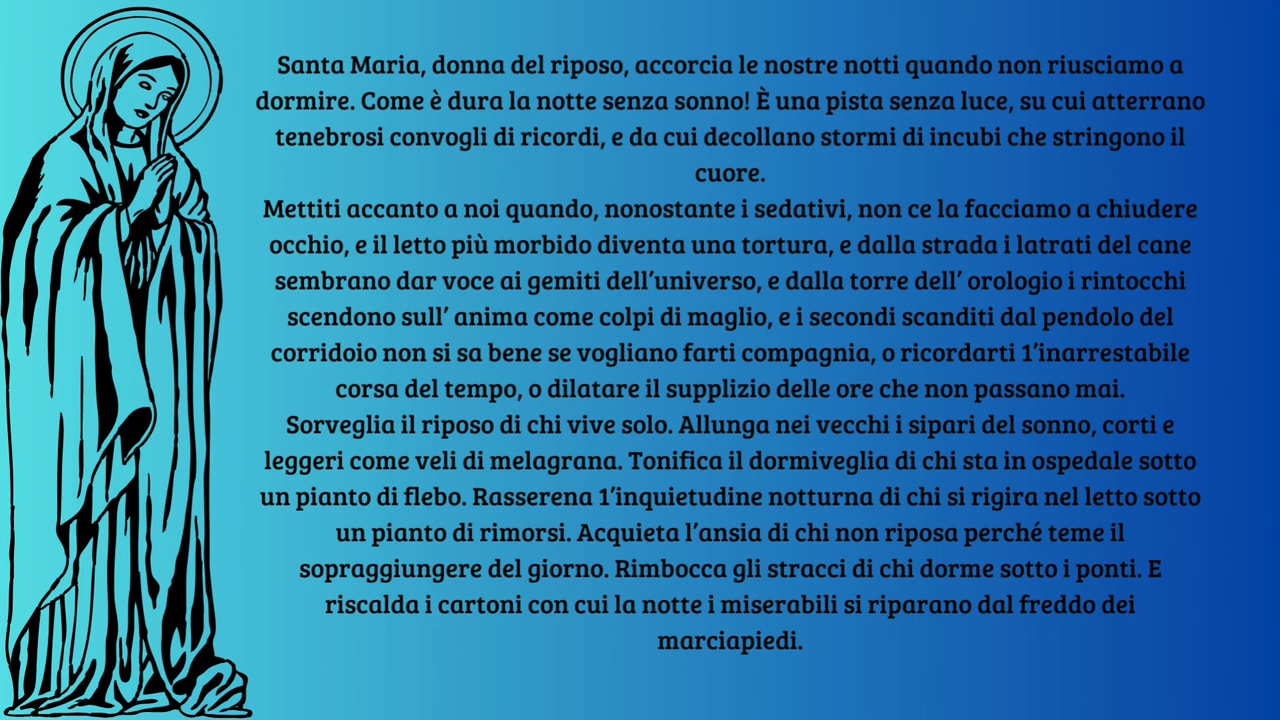 Santa Maria, donna del riposo, accorcia le nostre notti quando non riusciamo a
dormire. Come è dura la notte senza sonno! È una pista senza luce, su cui atterrano
tenebrosi convogli di ricordi, e da cui decollano stormi di incubi che stringono il
cuore.
Mettiti accanto a noi quando, nonostante i sedativi, non ce la facciamo a chiudere
occhio, e il letto più morbido diventa una tortura, e dalla strada i latrati del cane
sembrano dar voce ai gemiti dell’universo, e dalla torre dell’ orologio i rintocchi
scendono sull’ anima come colpi di maglio, e i secondi scanditi dal pendolo del
corridoio non si sa bene se vogliano farti compagnia, o ricordarti 1’inarrestabile
corsa del tempo, o dilatare il supplizio delle ore che non passano mai.
Sorveglia il riposo di chi vive solo. Allunga nei vecchi i sipari del sonno, corti e
leggeri come veli di melagrana. Tonifica il dormiveglia di chi sta in ospedale sotto
un pianto di flebo. Rasserena 1’inquietudine notturna di chi si rigira nel letto sotto
un pianto di rimorsi. Acquieta l’ansia di chi non riposa perché teme il
sopraggiungere del giorno. Rimbocca gli stracci di chi dorme sotto i ponti. E
riscalda i cartoni con cui la notte i miserabili si riparano dal freddo dei
marciapiedi.